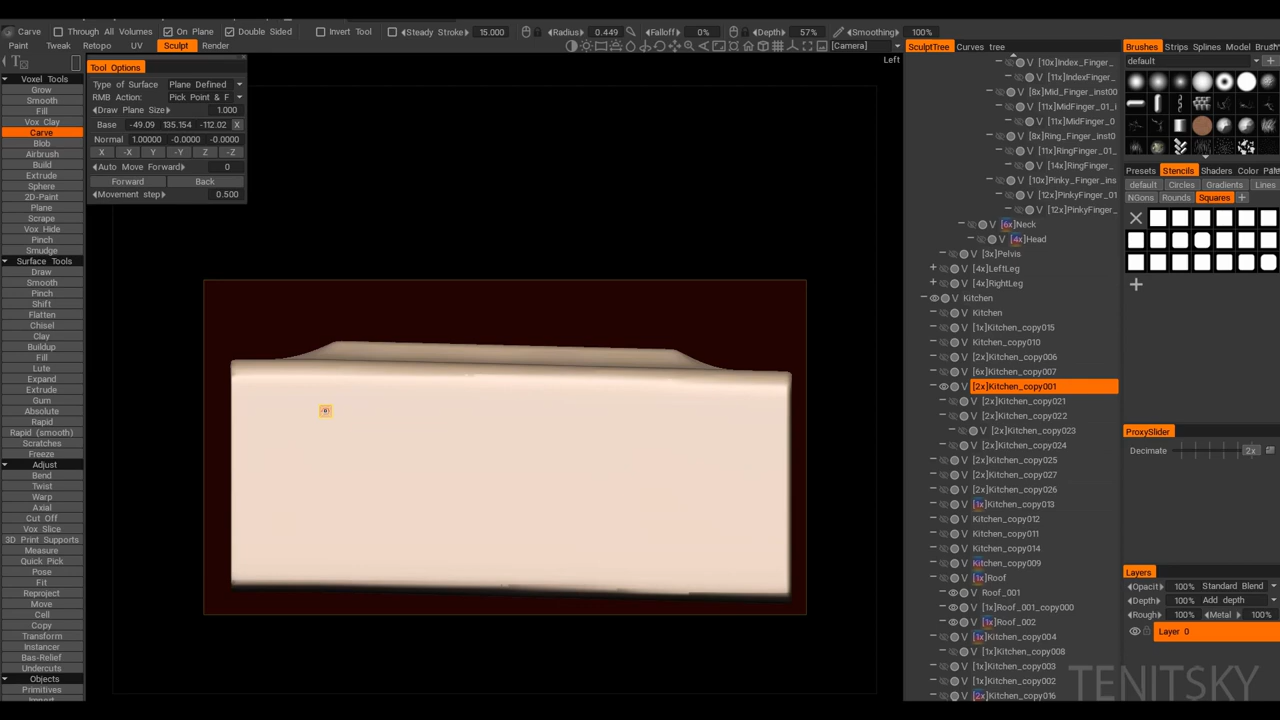 Carve Through All Volumes On Plane Double Sided Invert Tool Steady Stroke 15.000 Radius 0.449 Falloff 0% Depth 57% Smoothing 100%
Paint Tweak Retopo UV Sculpt Render [Camera]
Left
Voxel Tools
Grow
Smooth
Fill
Vox Clay
Carve
Blob
Airbrush
Build
Extrude
Sphere
2D-Paint
Plane
Scrape
Vox Hide
Pinch
Smudge
Surface Tools
Draw
Smooth
Pinch
Shift
Flatten
Chisel
Clay
Buildup
Fill
Lute
Expand
Extrude
Gum
Absolute
Rapid
Rapid (smooth)
Scratches
Freeze
Adjust
Bend
Twist
Warp
Axial
Cut Off
Vox Slice
3D Print Supports
Measure
Quick Pick
Pose
Fit
Reproject
Move
Cell
Copy
Transform
Instancer
Bas-Relief
Undercuts
Objects
Primitives
Tool Options
Type of Surface Plane Defined
RMB Action: Pick Point & F
Draw Plane Size 1.000
Base -49.09 135.154 -112.02 X
Normal 1.00000 -0.0000 -0.0000
X -X Y -Y Z -Z
Auto Move Forward 0
Forward Back
Movement step 0.500
SculptTree Curves tree
V [10x]Index_Finger_
V [11x]IndexFinger_
V [8x]Mid_Finger_inst00
V [11x]MidFinger_01_i
V [11x]MidFinger_0
V [8x]Ring_Finger_inst0
V [11x]RingFinger_01_
V [14x]RingFinger_
V [10x]Pinky_Finger_ins
V [12x]PinkyFinger_01
V [12x]PinkyFinger_
V [6x]Neck
V [4x]Head
V [3x]Pelvis
V [4x]LeftLeg
V [4x]RightLeg
V Kitchen
V Kitchen
V [1x]Kitchen_copy015
V Kitchen_copy010
V [2x]Kitchen_copy006
V [6x]Kitchen_copy007
V [2x]Kitchen_copy001
V [2x]Kitchen_copy021
V [2x]Kitchen_copy022
V [2x]Kitchen_copy023
V [2x]Kitchen_copy024
V [2x]Kitchen_copy025
V [2x]Kitchen_copy027
V [2x]Kitchen_copy026
V [1x]Kitchen_copy013
V Kitchen_copy012
V Kitchen_copy011
V Kitchen_copy014
V Kitchen_copy009
V [1x]Roof
V Roof_001
V [1x]Roof_001_copy000
V [1x]Roof_002
V [1x]Kitchen_copy004
V [1x]Kitchen_copy008
V [1x]Kitchen_copy003
V [1x]Kitchen_copy002
V [2x]Kitchen_copy016
Brushes Strips Splines Model
default
Presets Stencils Shaders Color
default Circles Gradients Lines
NGons Rounds Squares +
ProxySlider
Decimate 2x
Layers
Opacit 100% Standard Blend
Depth 100% Add depth
Rough 100% Metal 100%
Layer 0
TENITSKY